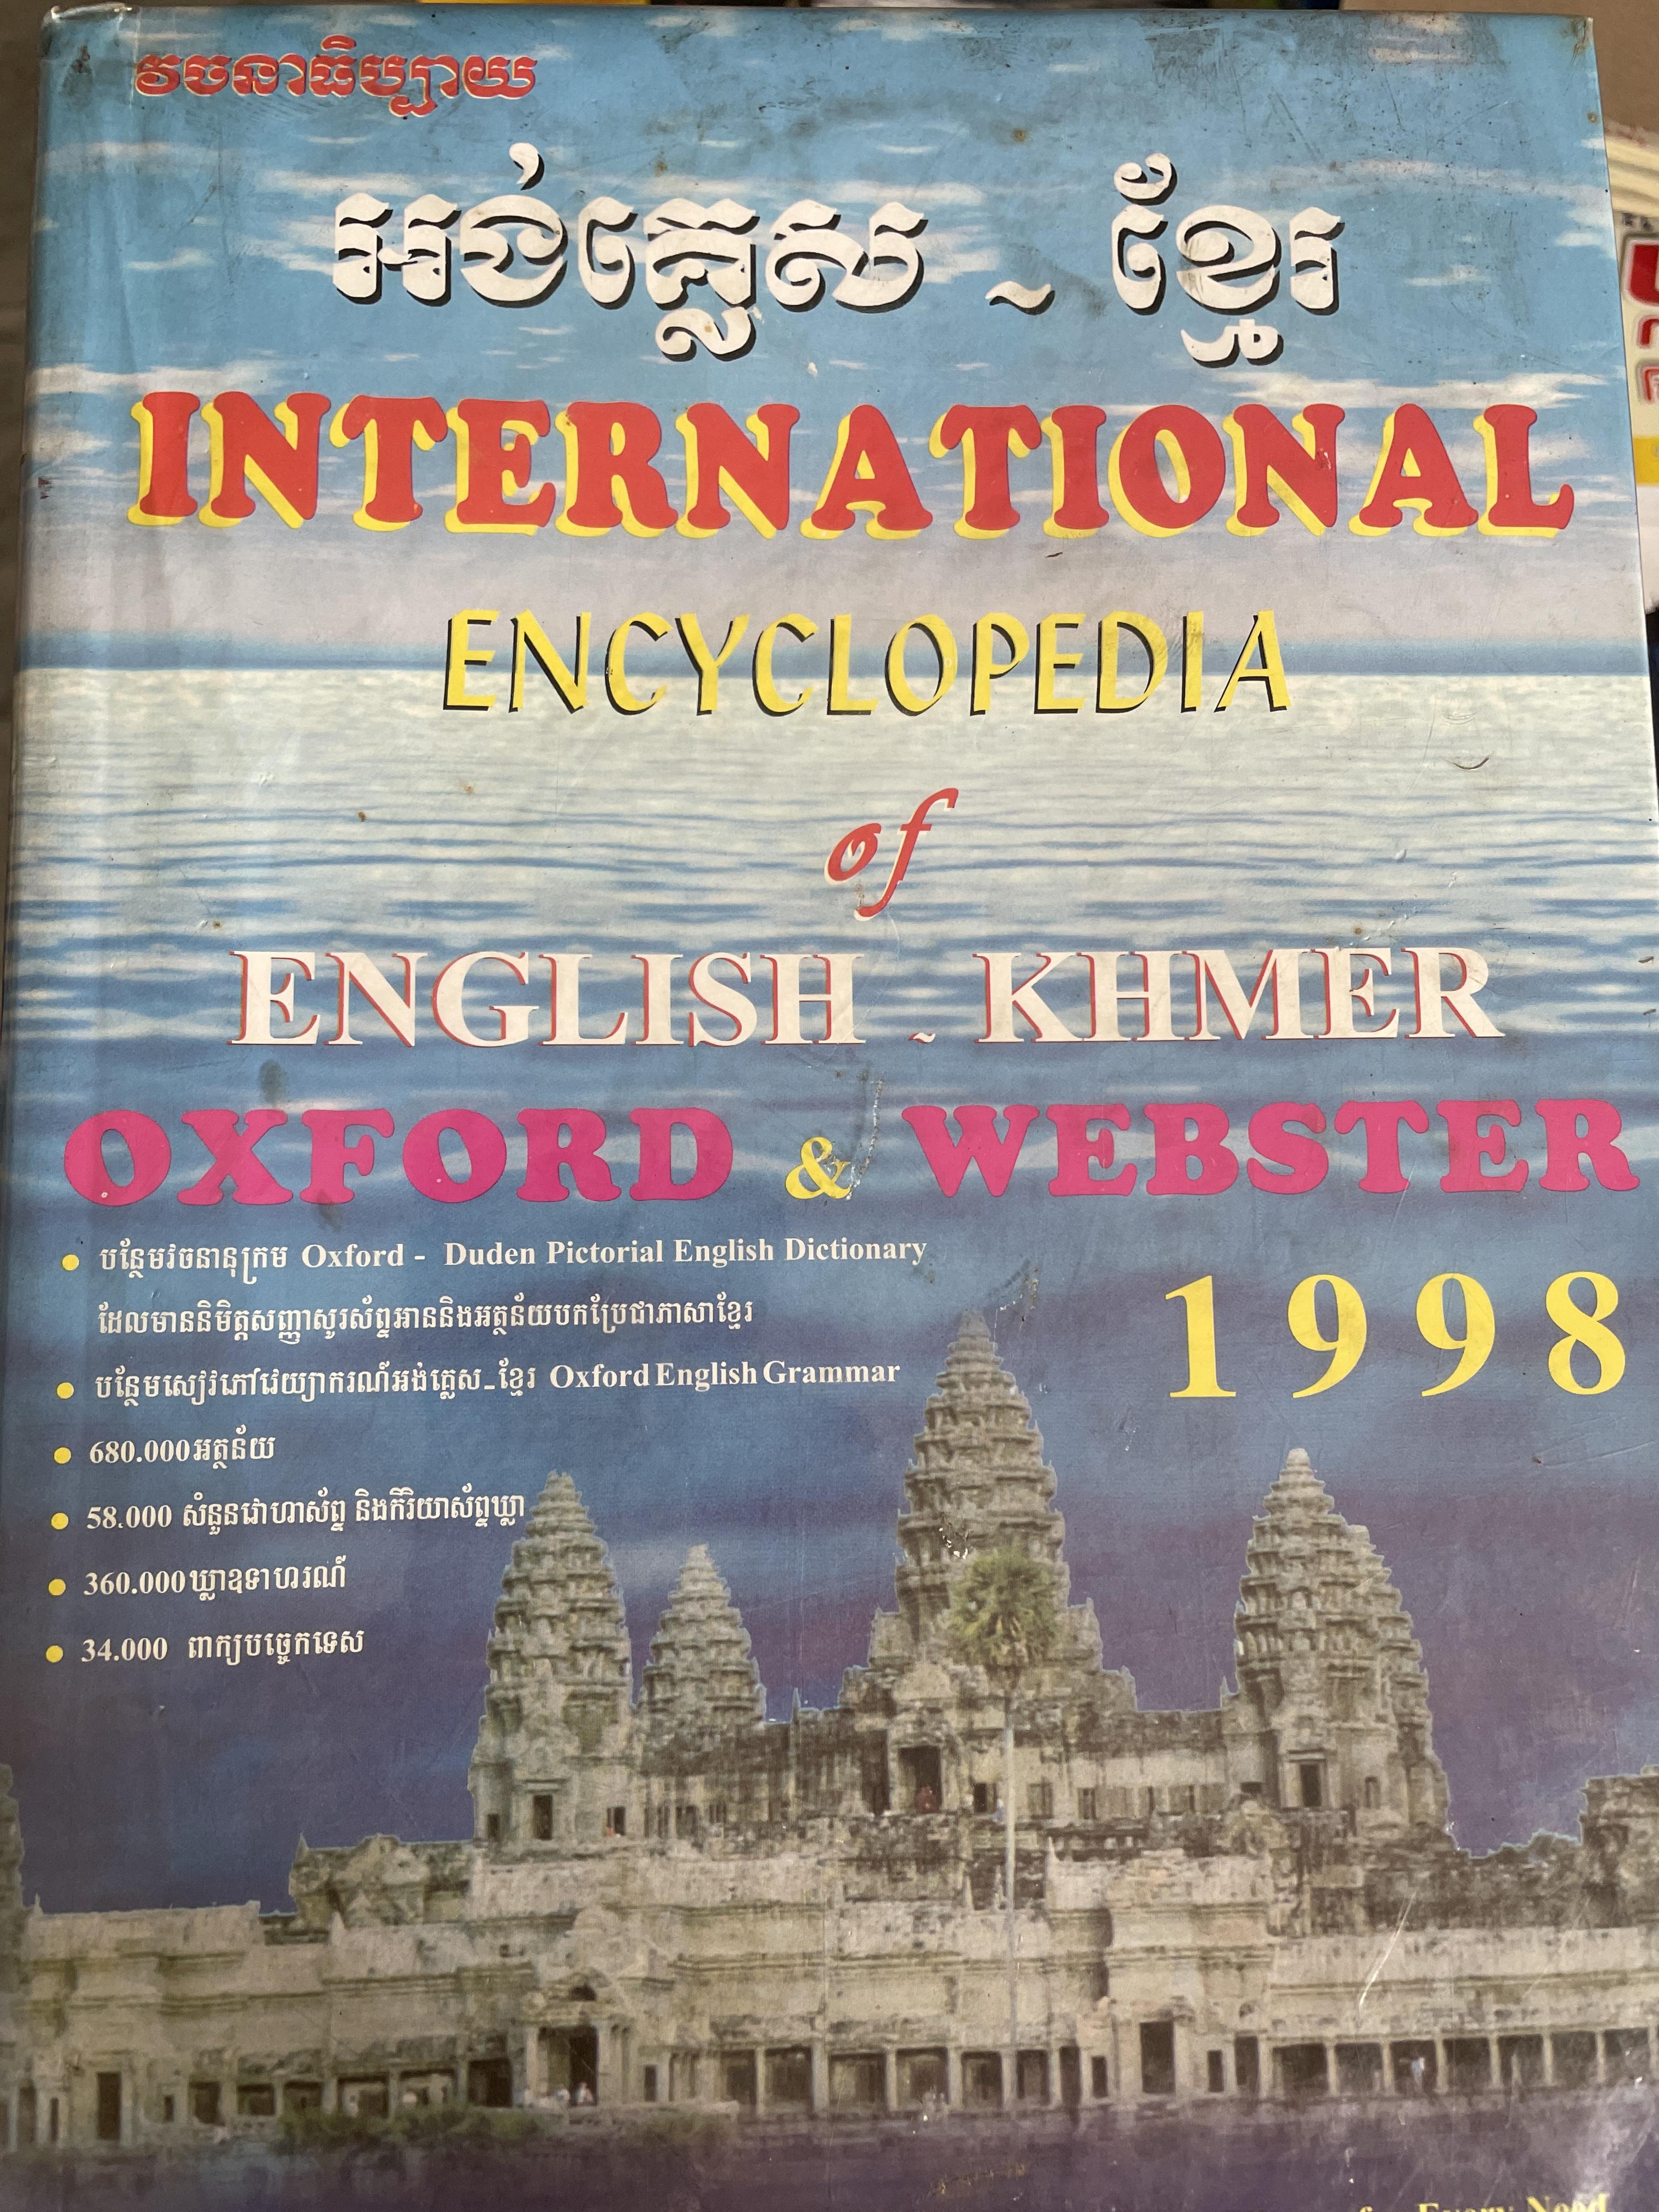 វចនាធិប្បាយ
អង់គ្លេស ~ ខ្មែរ
INTERNATIONAL
ENCYCLOPEDIA
of
ENGLISH ~ KHMER
OXFORD & WEBSTER
1998
• បន្ថែមវចនានុក្រម Oxford - Duden Pictorial English Dictionary
ដែលមាននិមិត្តសញ្ញាសូរស័ព្ទអាននិងអត្ថន័យបកប្រែជាភាសាខ្មែរ
• បន្ថែមសៀវភៅវេយ្យាករណ៍អង់គ្លេស-ខ្មែរ Oxford English Grammar
• 680.000អត្ថន័យ
• 58.000 សំនួនវោហាស័ព្ទ និងកិរិយាស័ព្ទឃ្លា
• 360.000ឃ្លាឧទាហរណ៍
• 34.000 ពាក្យបច្ចេកទេស
for Every Need